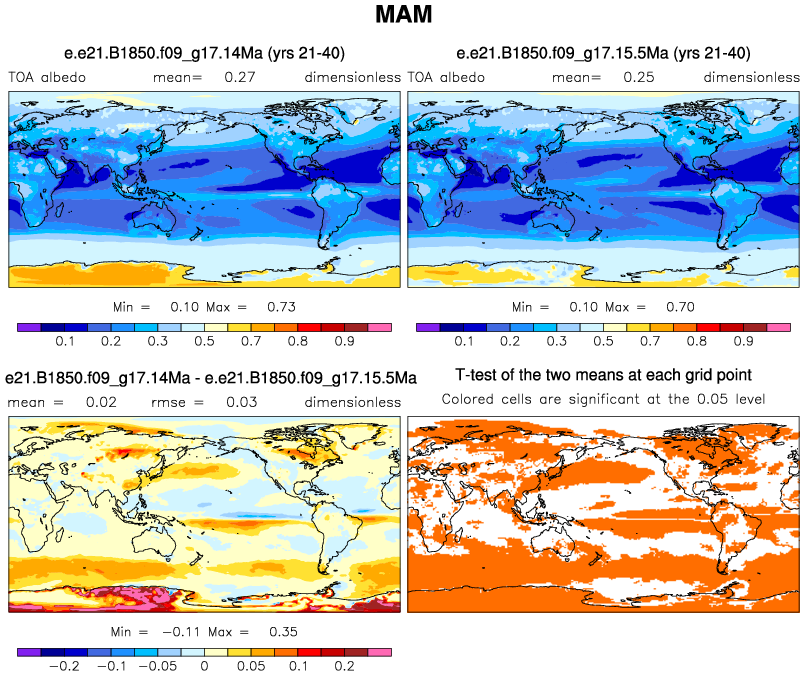 MAM
e.e21.B1850.f09_g17.14Ma (yrs 21-40)
TOA albedo mean= 0.27 dimensionless
Min = 0.10 Max = 0.73
0.1 0.2 0.3 0.5 0.7 0.8 0.9
e.e21.B1850.f09_g17.15.5Ma (yrs 21-40)
TOA albedo mean= 0.25 dimensionless
Min = 0.10 Max = 0.70
0.1 0.2 0.3 0.5 0.7 0.8 0.9
e21.B1850.f09_g17.14Ma - e.e21.B1850.f09_g17.15.5Ma
mean = 0.02 rmse = 0.03 dimensionless
Min = -0.11 Max = 0.35
-0.2 -0.1 -0.05 0 0.05 0.1 0.2
T-test of the two means at each grid point
Colored cells are significant at the 0.05 level